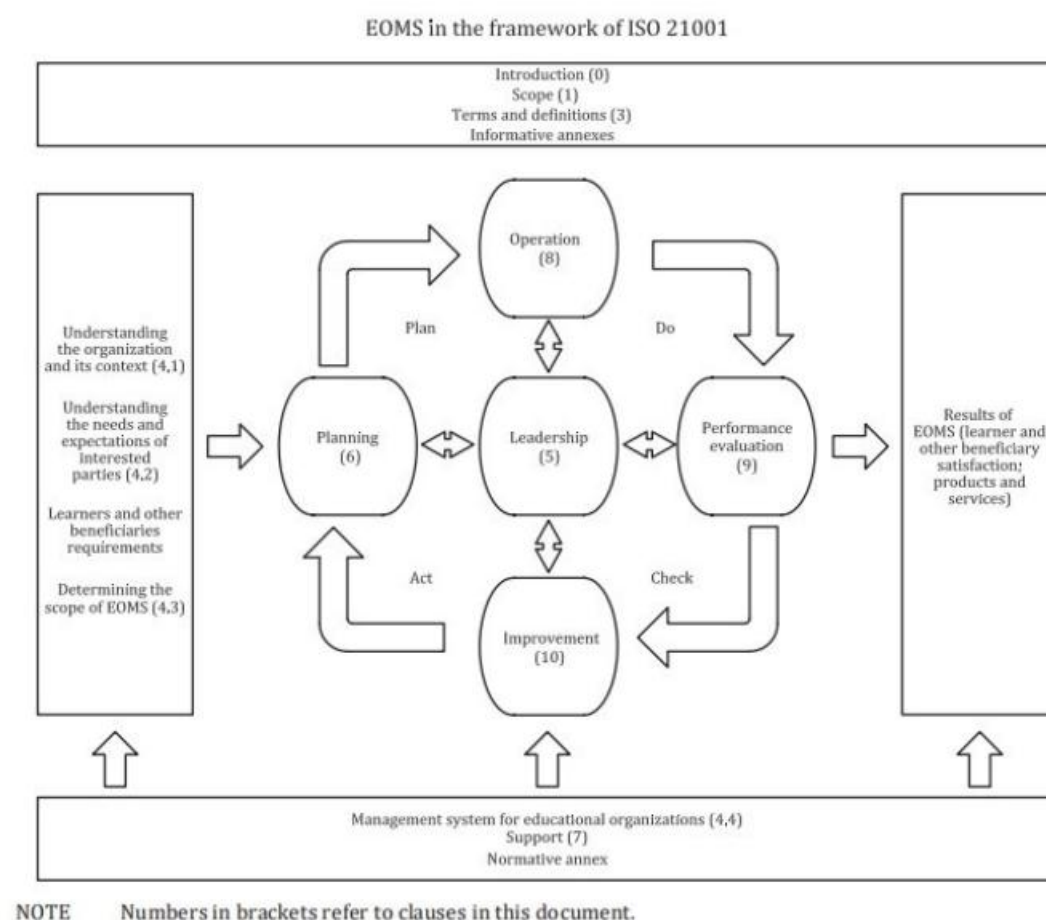 EOMS in the framework of ISO 21001
Introduction (0)
Scope (1)
Terms and definitions (3)
Informative annexes
Operation
(8)
Plan
Do
Understanding
the organization
and its context (4,1)
Understanding
the needs and
expectations of
interested
parties (4,2)
Learners and other
beneficiaries
requirements
Determining the
scope of EOMS (4,3)
Planning
(6)
Leadership
(5)
Performance
evaluation
(9)
Results of
EOMS (learner and
other beneficiary
satisfaction;
products and
services)
Act
Check
Improvement
(10)
Management system for educational organizations (4,4)
Support (7)
Normative annex
NOTE Numbers in brackets refer to clauses in this document.